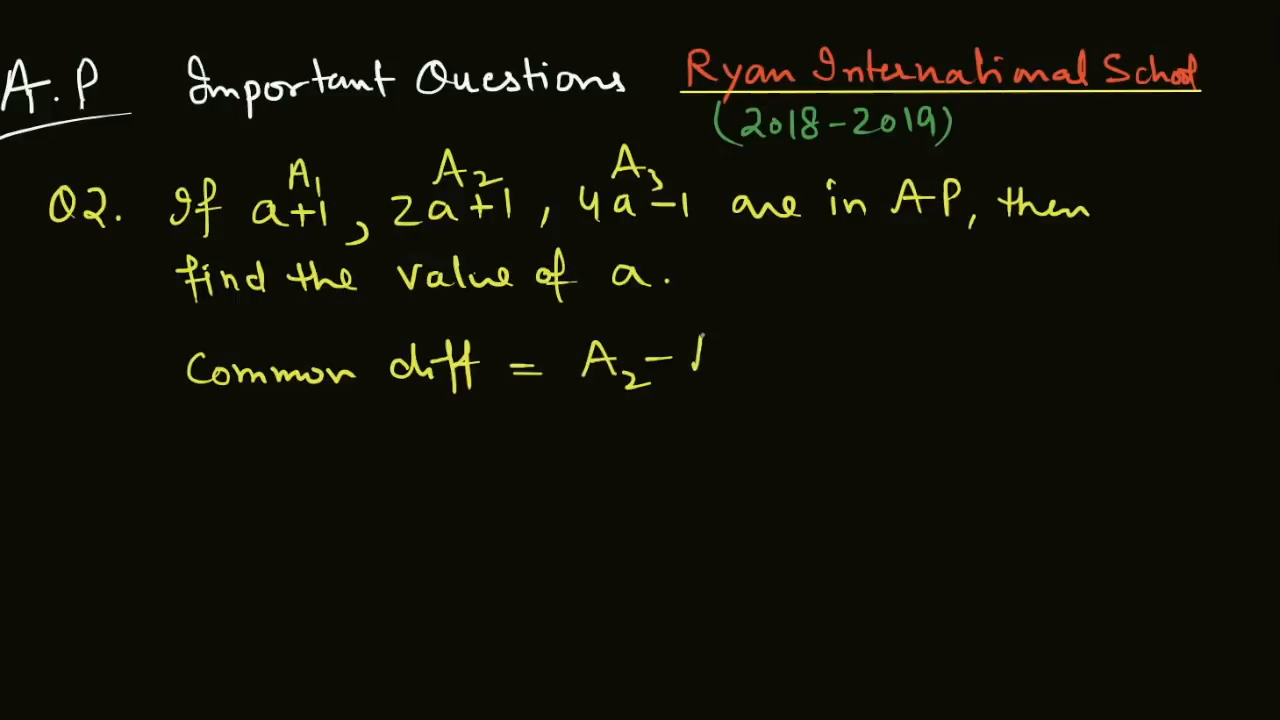 A.P Important Questions Ryan International School
(2018-2019)
A1 A2 A3
Q2. If a+1, 2a+1, 4a-1 are in AP, then
find the value of a.
Common diff = A2 -